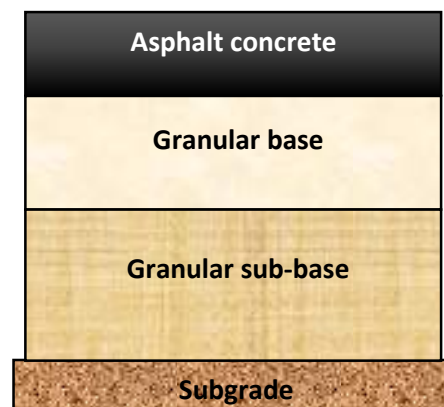 Asphalt concrete
Granular base
Granular sub-base
Subgrade